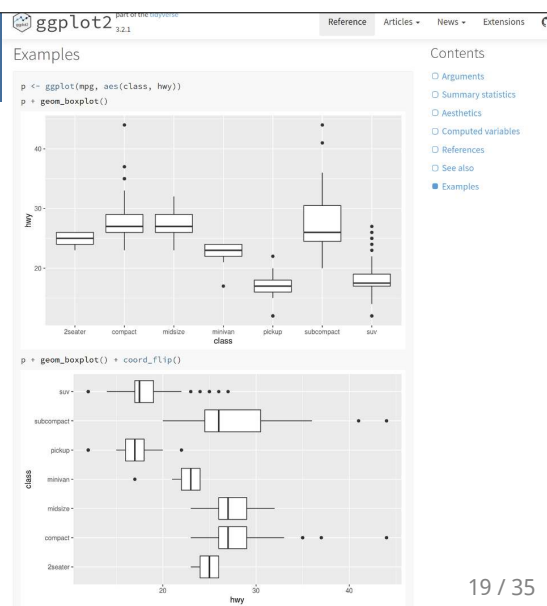 ggplot2 part of the tidyverse 3.2.1
Reference Articles News Extensions
Examples
p <- ggplot(mpg, aes(class, hwy))
p + geom_boxplot()
40
30
20
hwy
2seater compact midsize minivan pickup subcompact suv
class
p + geom_boxplot() + coord_flip()
suv
subcompact
pickup
minivan
midsize
compact
2seater
class
20 30 40
hwy
Contents
Arguments
Summary statistics
Aesthetics
Computed variables
References
See also
Examples
19 / 35